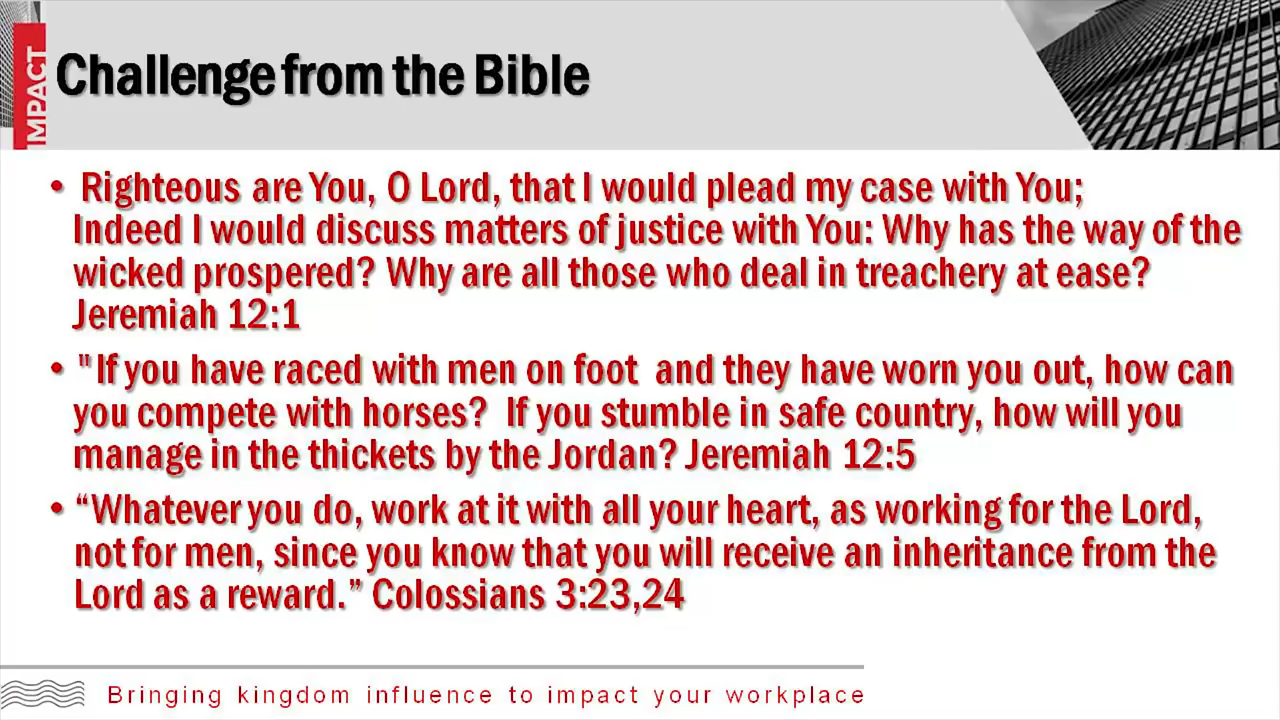 IMPACT
Challenge from the Bible
• Righteous are You, O Lord, that I would plead my case with You;
Indeed I would discuss matters of justice with You: Why has the way of the
wicked prospered? Why are all those who deal in treachery at ease?
Jeremiah 12:1
• "If you have raced with men on foot and they have worn you out, how can
you compete with horses? If you stumble in safe country, how will you
manage in the thickets by the Jordan? Jeremiah 12:5
• “Whatever you do, work at it with all your heart, as working for the Lord,
not for men, since you know that you will receive an inheritance from the
Lord as a reward.” Colossians 3:23,24
Bringing kingdom influence to impact your workplace